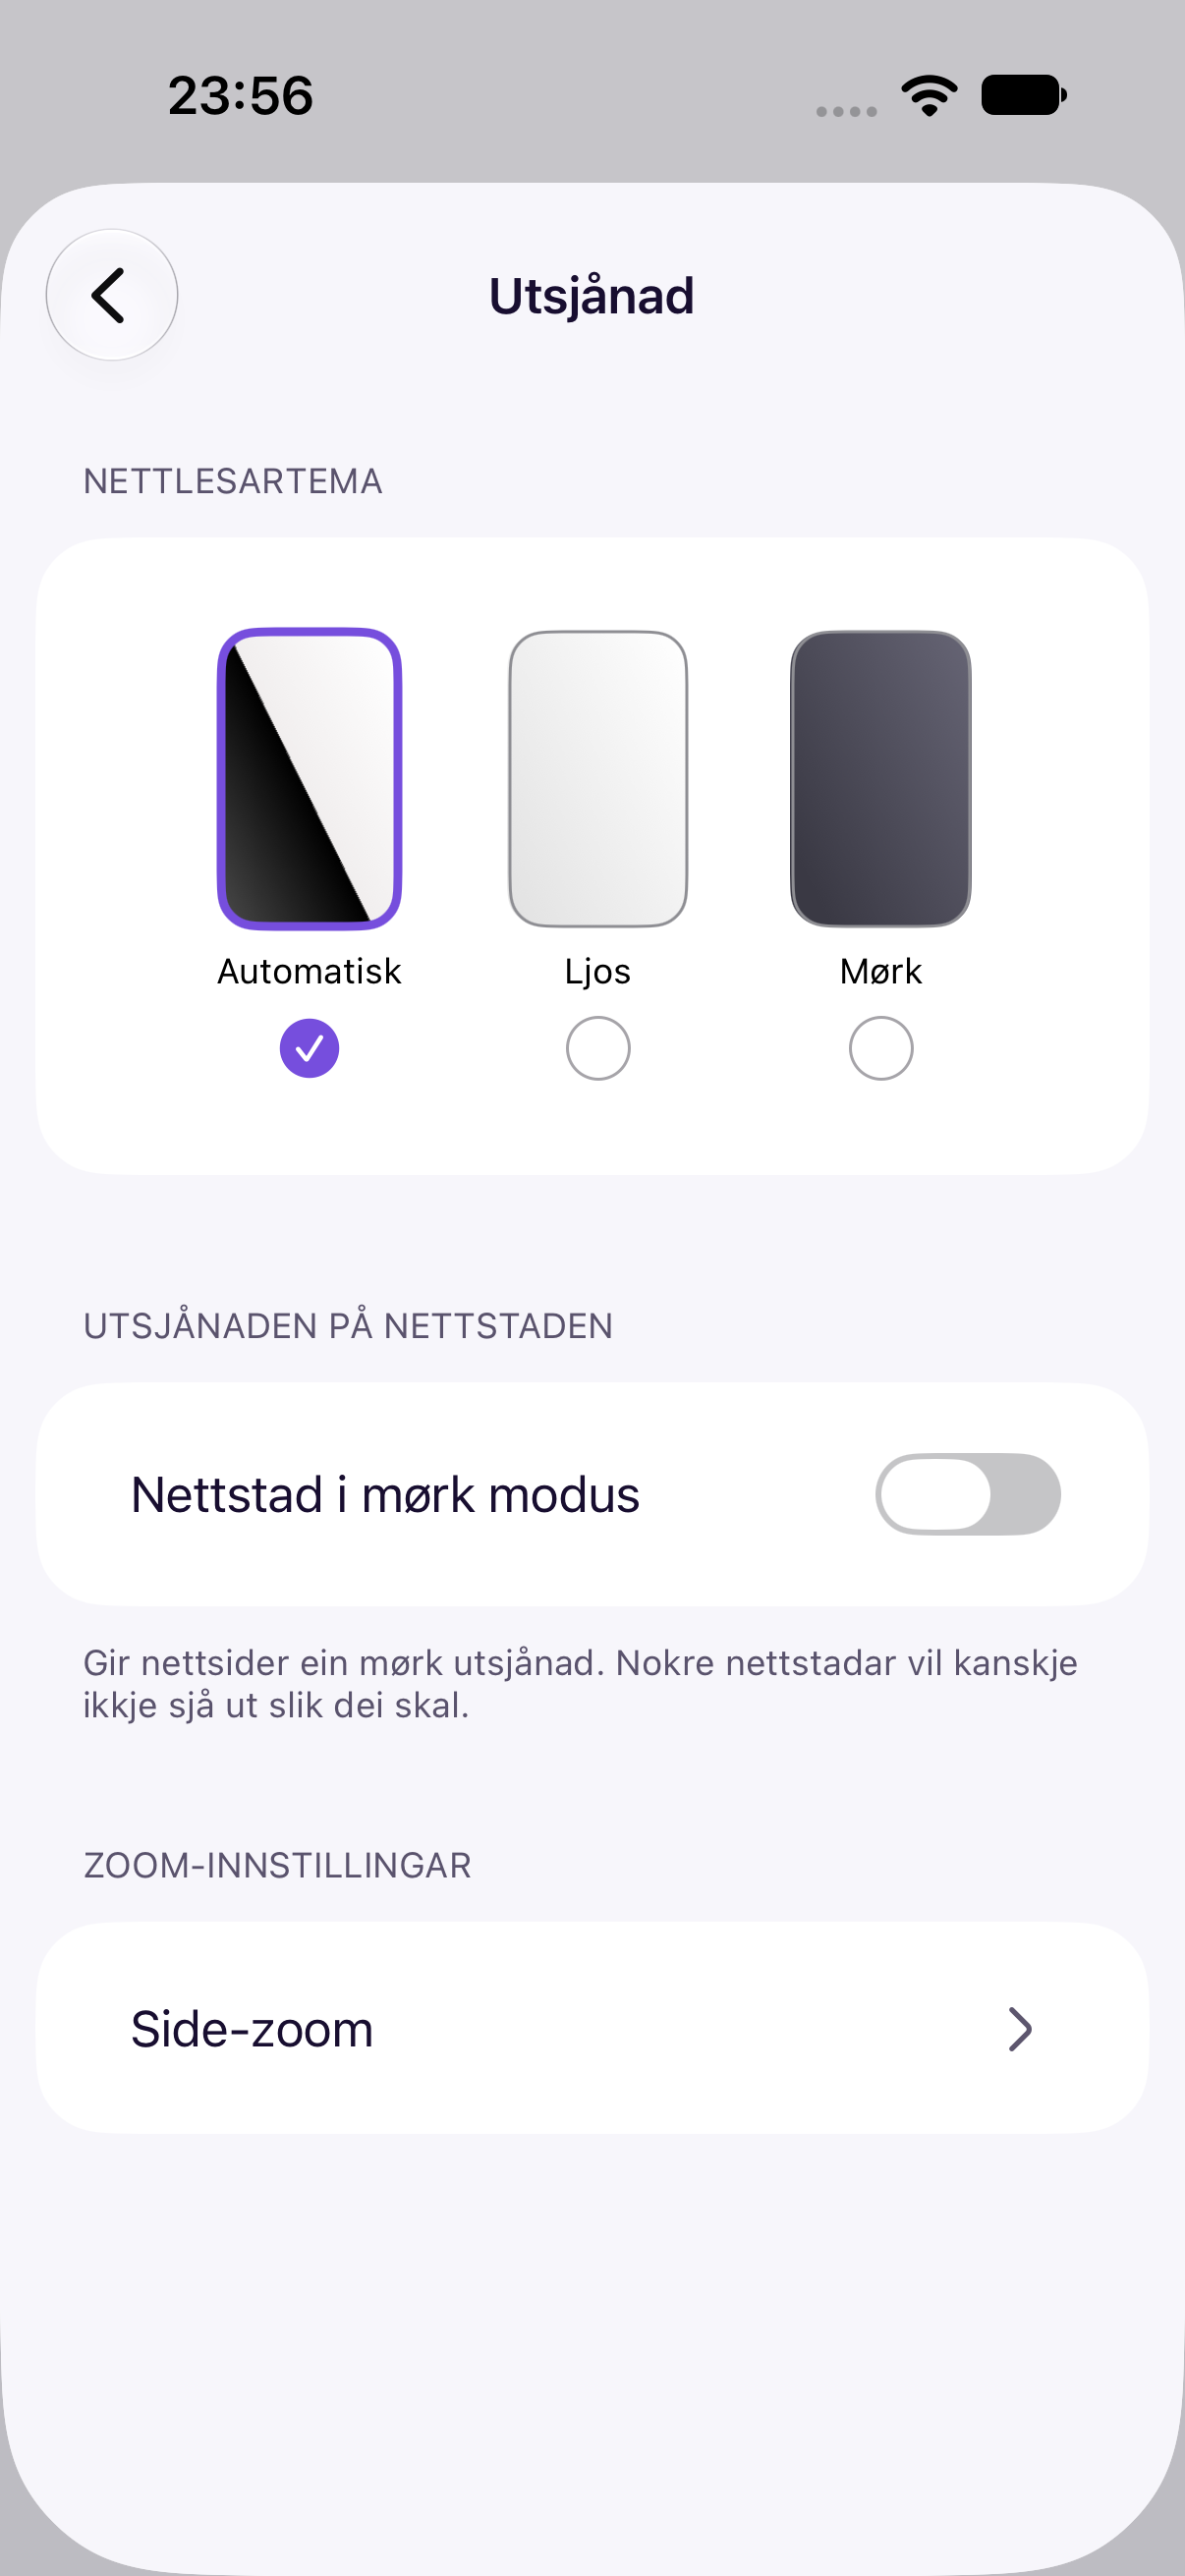 23:56
Utsjånad
NETTLESARTEMA
Automatisk
Ljos
Mørk
UTSJÅNADEN PÅ NETTSTADEN
Nettstad i mørk modus
Gir nettsider ein mørk utsjånad. Nokre nettstadar vil kanskje
ikkje sjå ut slik dei skal.
ZOOM-INNSTILLINGAR
Side-zoom